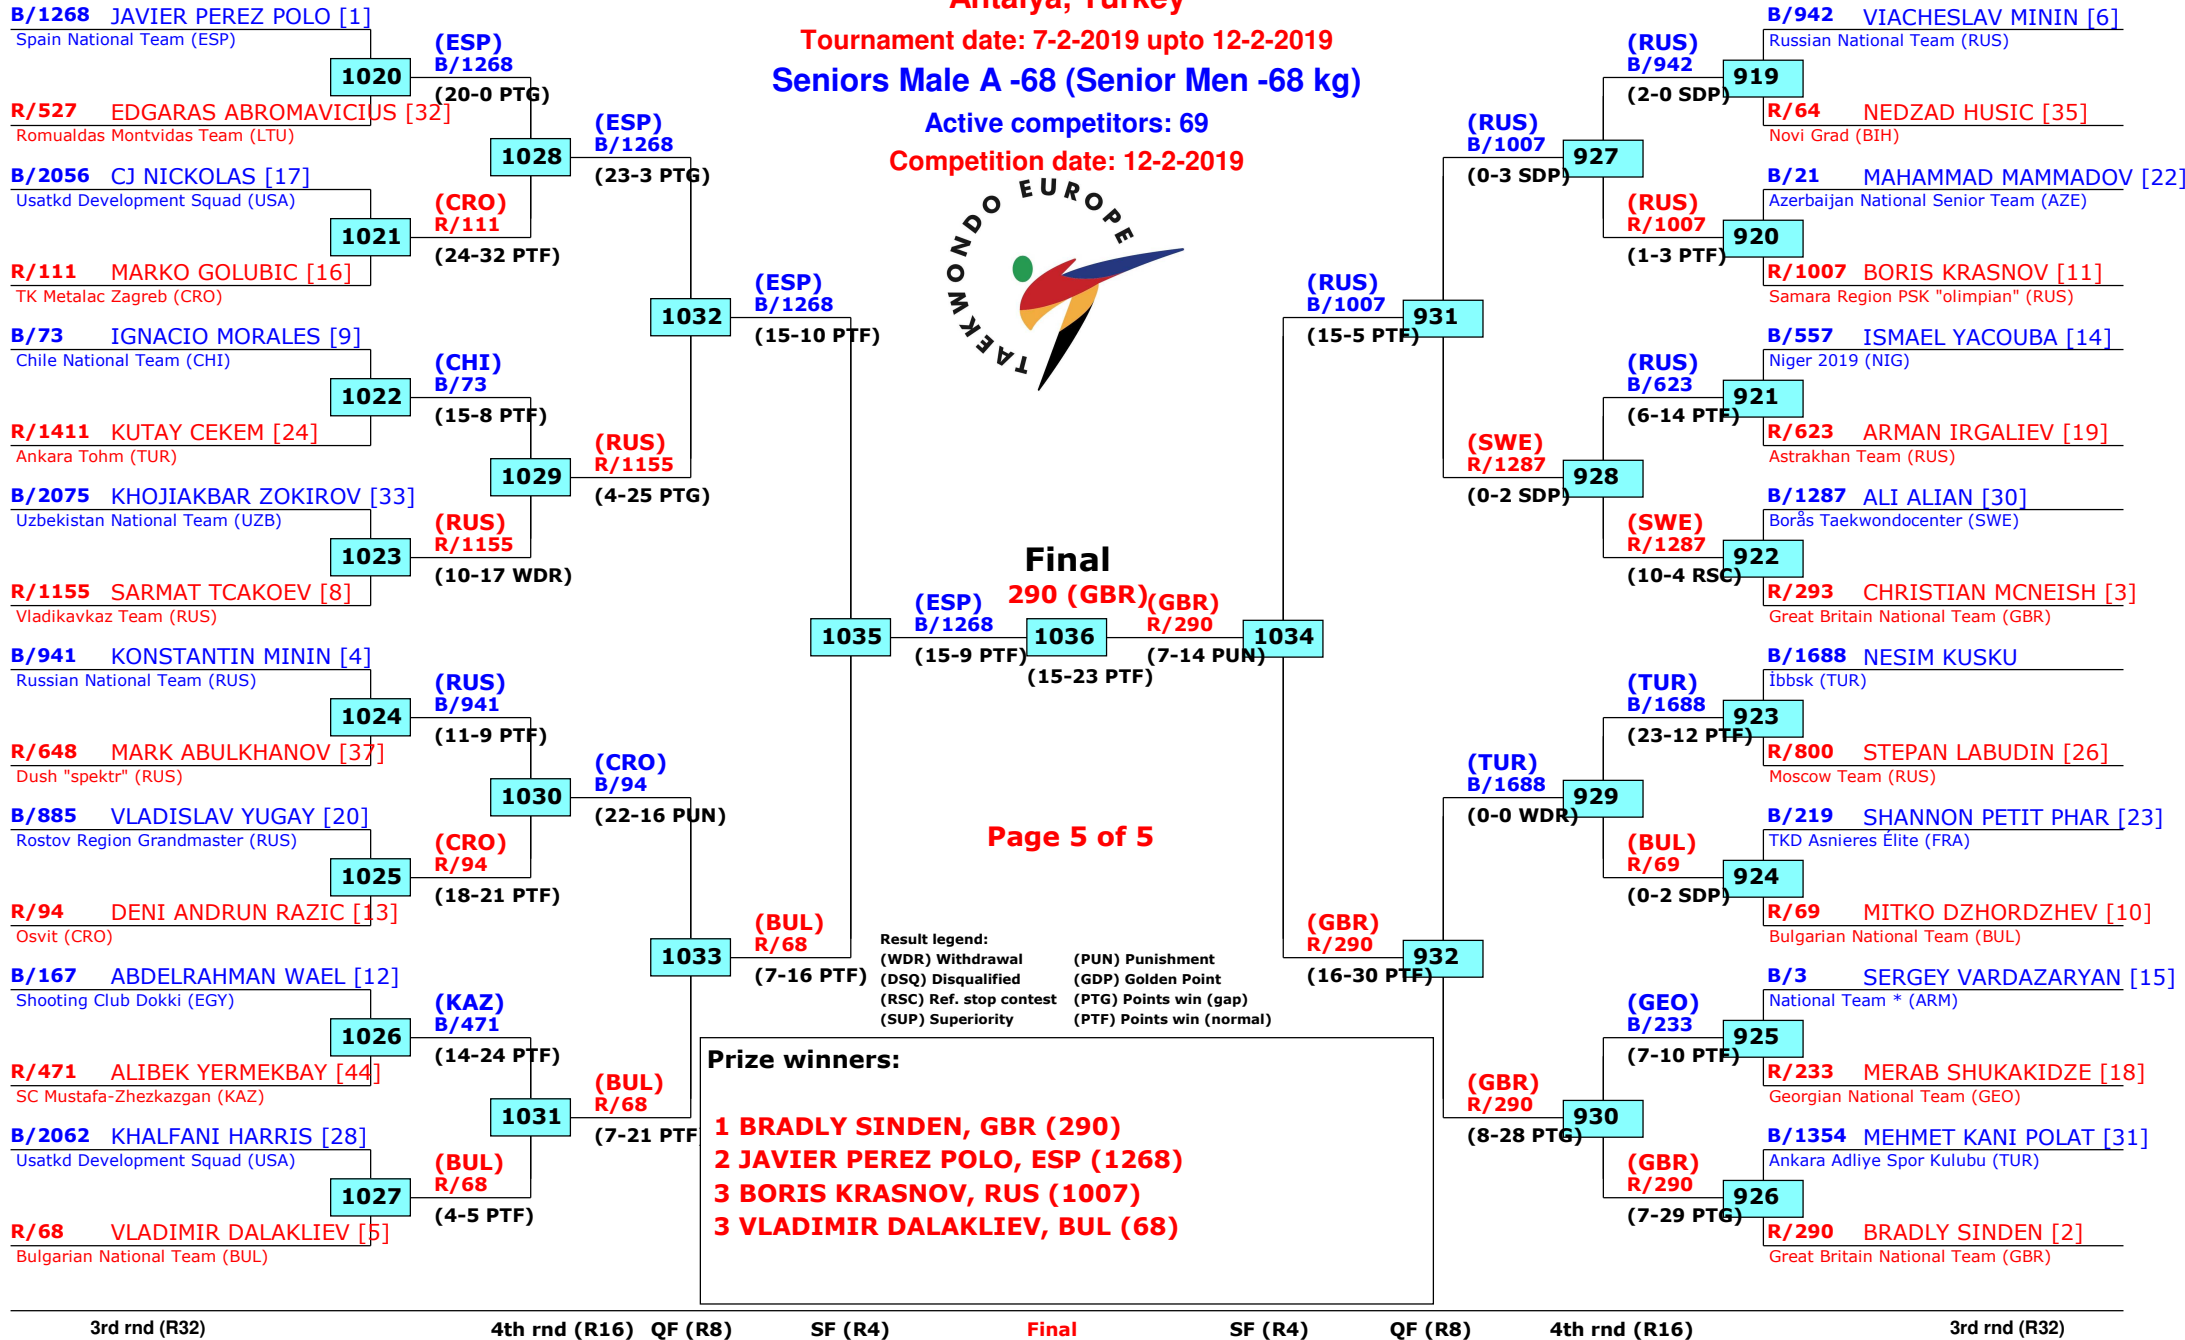 Antalya, Turkey
Tournament date: 7-2-2019 upto 12-2-2019
Seniors Male A -68 (Senior Men -68 kg)
Active competitors: 69
Competition date: 12-2-2019
TAEKWONDO EUROPE
B/1268 JAVIER PEREZ POLO [1]
Spain National Team (ESP)
1020
R/527 EDGARAS ABROMAVICIUS [32]
Romualdas Montvidas Team (LTU)
B/2056 CJ NICKOLAS [17]
Usatkd Development Squad (USA)
1021
R/111 MARKO GOLUBIC [16]
TK Metalac Zagreb (CRO)
B/73 IGNACIO MORALES [9]
Chile National Team (CHI)
1022
R/1411 KUTAY CEKEM [24]
Ankara Tohm (TUR)
B/2075 KHOJIAKBAR ZOKIROV [33]
Uzbekistan National Team (UZB)
1023
R/1155 SARMAT TCAKOEV [8]
Vladikavkaz Team (RUS)
B/941 KONSTANTIN MININ [4]
Russian National Team (RUS)
1024
R/648 MARK ABULKHANOV [37]
Dush "spektr" (RUS)
B/885 VLADISLAV YUGAY [20]
Rostov Region Grandmaster (RUS)
1025
R/94 DENI ANDRUN RAZIC [13]
Osvit (CRO)
B/167 ABDELRAHMAN WAEL [12]
Shooting Club Dokki (EGY)
1026
R/471 ALIBEK YERMEKBAY [44]
SC Mustafa-Zhezkazgan (KAZ)
B/2062 KHALFANI HARRIS [28]
Usatkd Development Squad (USA)
1027
R/68 VLADIMIR DALAKLIEV [5]
Bulgarian National Team (BUL)
(ESP)
B/1268
(20-0 PTG)
1028
(CRO)
R/111
(24-32 PTF)
(CHI)
B/73
(15-8 PTF)
1029
(RUS)
R/1155
(10-17 WDR)
(RUS)
B/941
(11-9 PTF)
1030
(CRO)
R/94
(18-21 PTF)
(KAZ)
B/471
(14-24 PTF)
1031
(BUL)
R/68
(4-5 PTF)
(ESP)
B/1268
(23-3 PTG)
1032
(RUS)
R/1155
(4-25 PTG)
(CRO)
B/94
(22-16 PUN)
1033
(BUL)
R/68
(7-21 PTF
(ESP)
B/1268
(15-10 PTF)
1035
(BUL)
R/68
(7-16 PTF)
Final
290 (GBR)
(ESP)
B/1268
(15-9 PTF)
1036
(15-23 PTF)
(GBR)
R/290
(7-14 PUN)
1034
Page 5 of 5
(RUS)
B/1007
(15-5 PTF)
931
(GBR)
R/290
(16-30 PTF)
932
(RUS)
B/1007
(0-3 SDP)
927
(SWE)
R/1287
(0-2 SDP)
928
(TUR)
B/1688
(0-0 WDR)
929
(GBR)
R/290
(8-28 PTG)
930
(RUS)
B/942
(2-0 SDP)
919
(RUS)
R/1007
(1-3 PTF)
920
(RUS)
B/623
(6-14 PTF)
921
(SWE)
R/1287
(10-4 RSC)
922
(TUR)
B/1688
(23-12 PTF)
923
(BUL)
R/69
(0-2 SDP)
924
(GEO)
B/233
(7-10 PTF)
925
(GBR)
R/290
(7-29 PTG)
926
B/942 VIACHESLAV MININ [6]
Russian National Team (RUS)
R/64 NEDZAD HUSIC [35]
Novi Grad (BIH)
B/21 MAHAMMAD MAMMADOV [22]
Azerbaijan National Senior Team (AZE)
R/1007 BORIS KRASNOV [11]
Samara Region PSK "olimpian" (RUS)
B/557 ISMAEL YACOUBA [14]
Niger 2019 (NIG)
R/623 ARMAN IRGALIEV [19]
Astrakhan Team (RUS)
B/1287 ALI ALIAN [30]
Borås Taekwondocenter (SWE)
R/293 CHRISTIAN MCNEISH [3]
Great Britain National Team (GBR)
B/1688 NESIM KUSKU
İbbsk (TUR)
R/800 STEPAN LABUDIN [26]
Moscow Team (RUS)
B/219 SHANNON PETIT PHAR [23]
TKD Asnieres Élite (FRA)
R/69 MITKO DZHORDZHEV [10]
Bulgarian National Team (BUL)
B/3 SERGEY VARDAZARYAN [15]
National Team * (ARM)
R/233 MERAB SHUKAKIDZE [18]
Georgian National Team (GEO)
B/1354 MEHMET KANI POLAT [31]
Ankara Adliye Spor Kulubu (TUR)
R/290 BRADLY SINDEN [2]
Great Britain National Team (GBR)
Result legend:
(WDR) Withdrawal (PUN) Punishment
(DSQ) Disqualified (GDP) Golden Point
(RSC) Ref. stop contest (PTG) Points win (gap)
(SUP) Superiority (PTF) Points win (normal)
Prize winners:
1 BRADLY SINDEN, GBR (290)
2 JAVIER PEREZ POLO, ESP (1268)
3 BORIS KRASNOV, RUS (1007)
3 VLADIMIR DALAKLIEV, BUL (68)
3rd rnd (R32) 4th rnd (R16) QF (R8) SF (R4) Final SF (R4) QF (R8) 4th rnd (R16) 3rd rnd (R32)